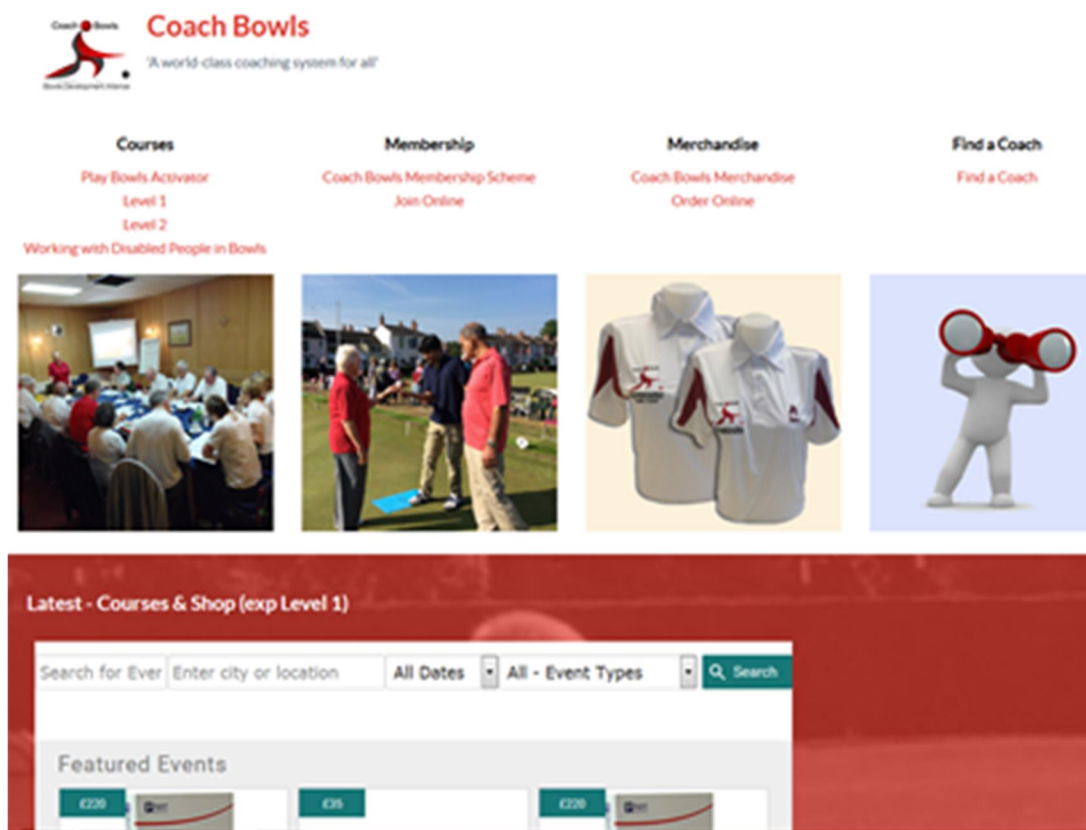 Coach Bowls
Coach Bowls
'A world-class coaching system for all'
Bowls Development Alliance
Courses
Play Bowls Activator
Level 1
Level 2
Working with Disabled People in Bowls
Membership
Coach Bowls Membership Scheme
Join Online
Merchandise
Coach Bowls Merchandise
Order Online
Find a Coach
Find a Coach
Latest - Courses & Shop (exp Level 1)
Search for Ever
Enter city or location
All Dates
All - Event Types
Search
Featured Events
£220
£35
£220